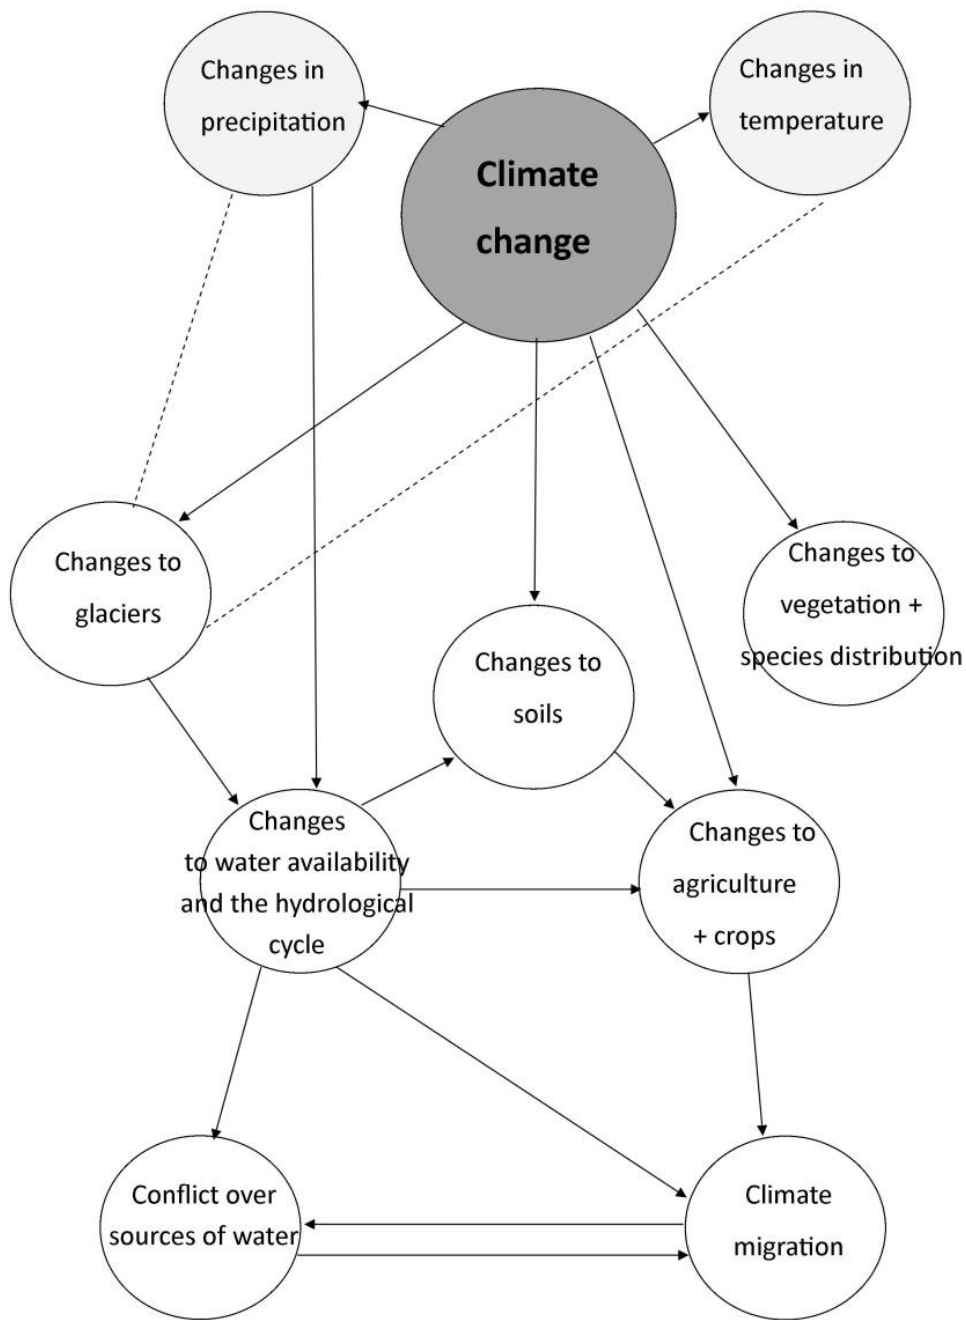 Changes in
precipitation
Changes in
temperature
Climate
change
Changes to
glaciers
Changes to
vegetation +
species distribution
Changes to
soils
Changes
to water availability
and the hydrological
cycle
Changes to
agriculture
+ crops
Conflict over
sources of water
Climate
migration